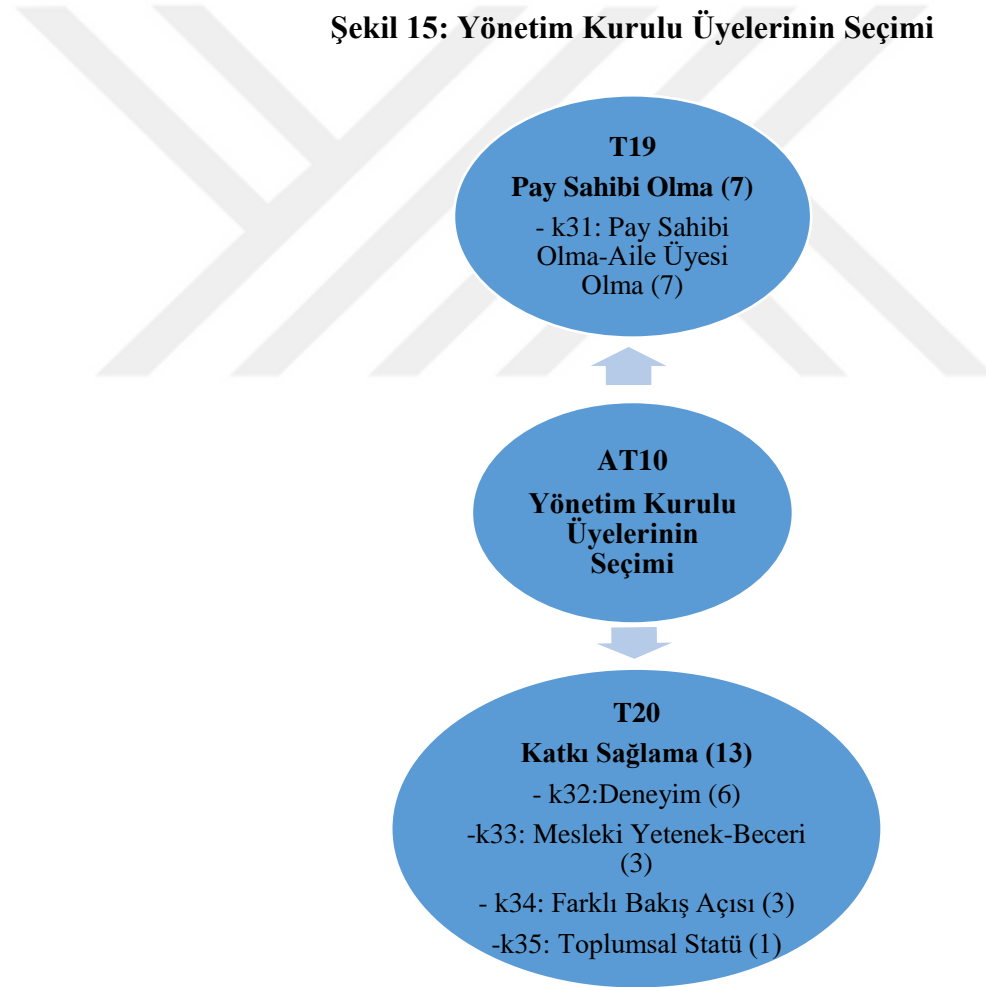 Şekil 15: Yönetim Kurulu Üyelerinin Seçimi
T19
Pay Sahibi Olma (7)
- k31: Pay Sahibi
Olma-Aile Üyesi
Olma (7)
AT10
Yönetim Kurulu
Üyelerinin
Seçimi
T20
Katkı Sağlama (13)
- k32:Deneyim (6)
-k33: Mesleki Yetenek-Beceri
(3)
- k34: Farklı Bakış Açısı (3)
-k35: Toplumsal Statü (1)